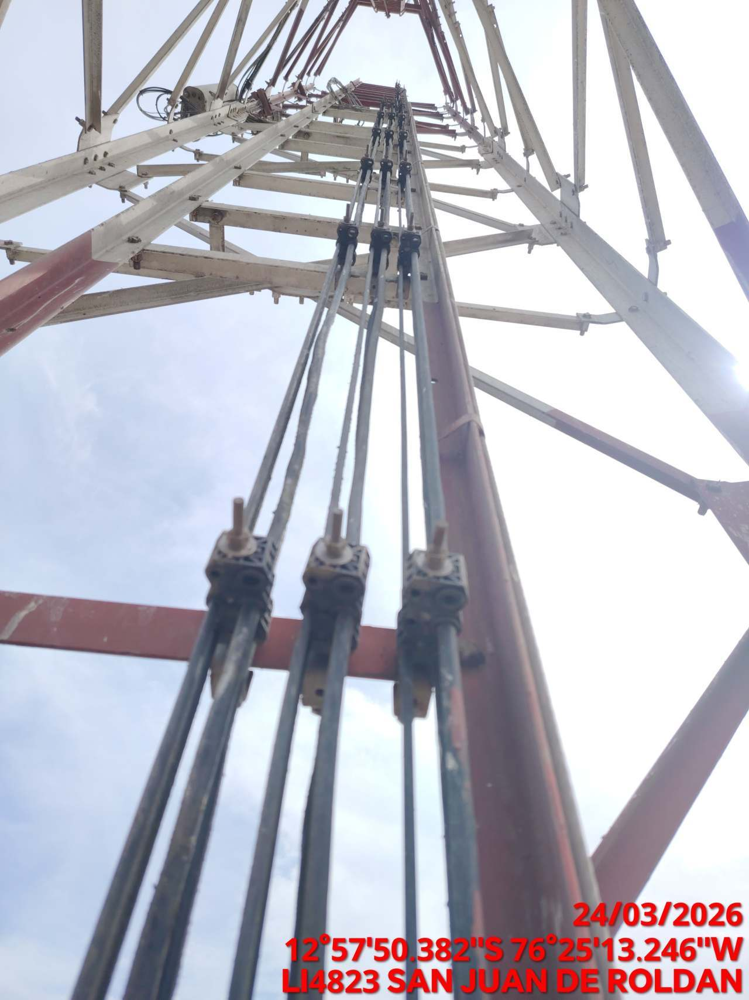 24/03/2026
12°57'50.382"S 76°25'13.246"W
LI4823 SAN JUAN DE ROLDAN